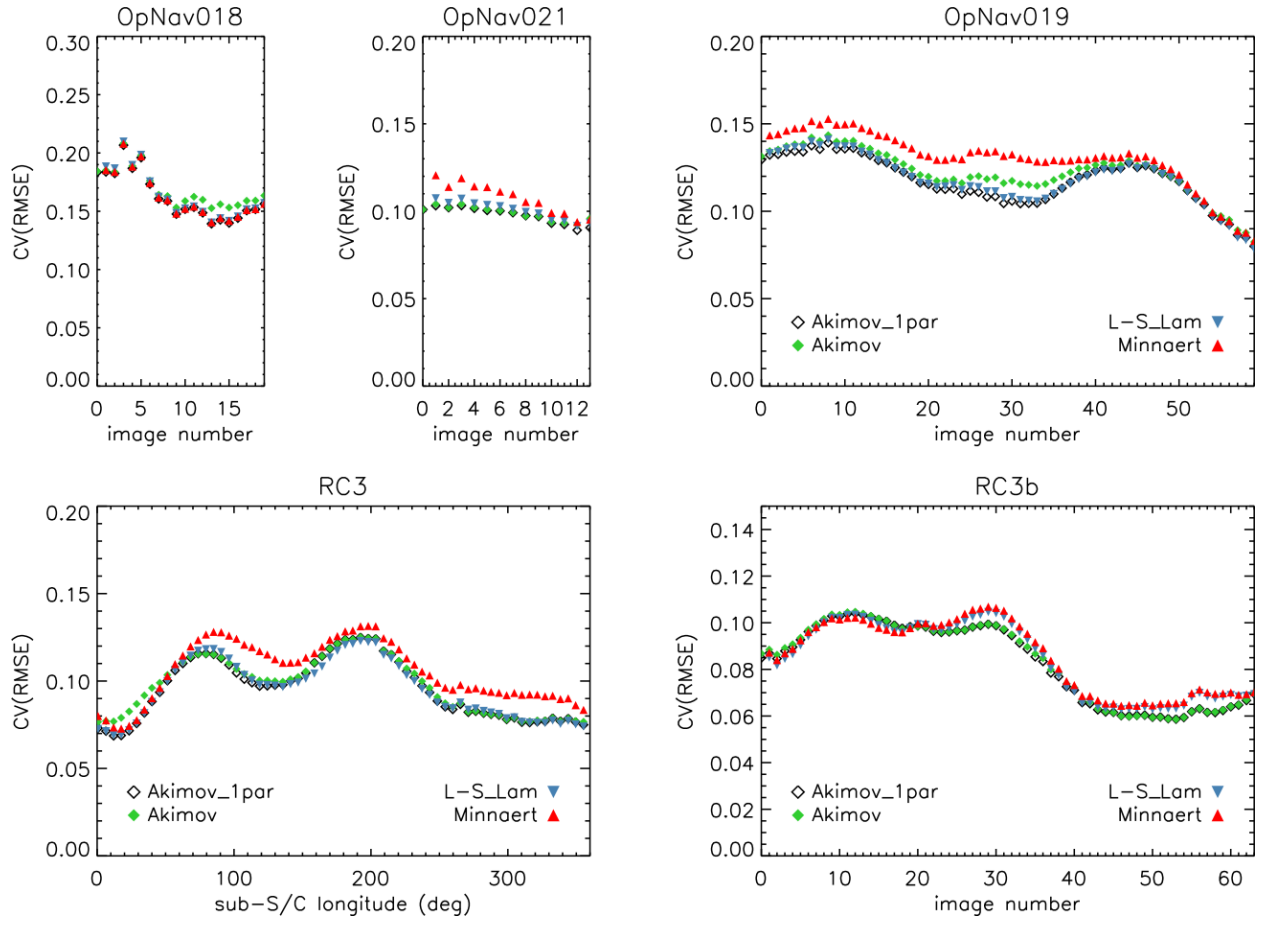 OpNav018
CV(RMSE)
0.30
0.25
0.20
0.15
0.10
0.00
0 5 10 15
image number
OpNav021
CV(RMSE)
0.20
0.15
0.10
0.05
0.00
0 2 4 6 8 1012
image number
OpNav019
CV(RMSE)
0.20
0.15
0.10
0.05
0.00
Akimov_1par L-S_Lam
Akimov Minnaert
0 10 20 30 40 50
image number
RC3
CV(RMSE)
0.20
0.15
0.10
0.05
0.00
Akimov_1par L-S_Lam
Akimov Minnaert
0 100 200 300
sub-S/C longitude (deg)
RC3b
CV(RMSE)
0.14
0.12
0.10
0.08
0.06
0.04
0.02
0.00
Akimov_1par L-S_Lam
Akimov Minnaert
0 10 20 30 40 50 60
image number